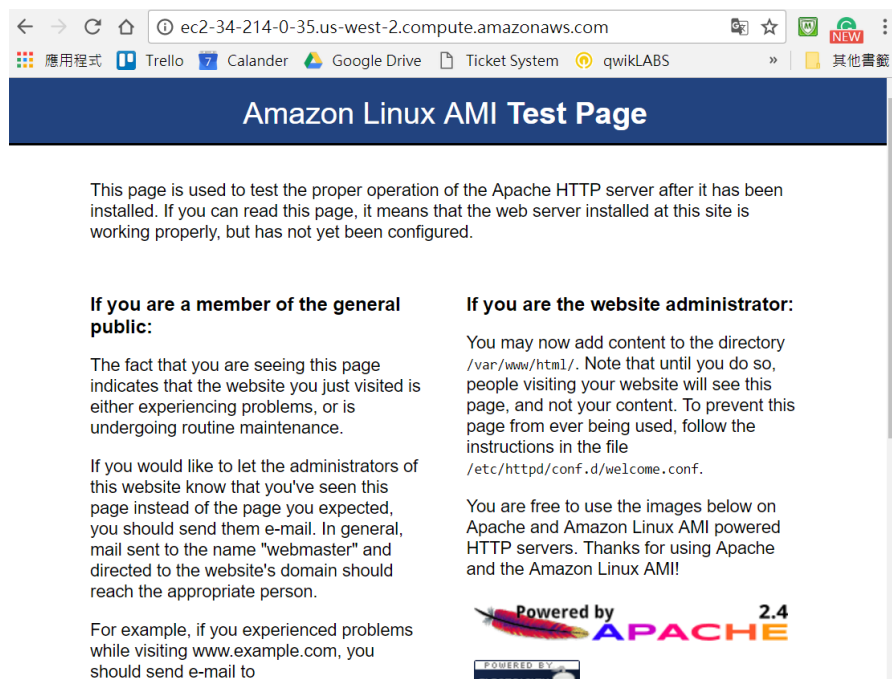 ec2-34-214-0-35.us-west-2.compute.amazonaws.com
NEW
應用程式 Trello 7 Calander Google Drive Ticket System qwikLABS » 其他書籤
Amazon Linux AMI Test Page
This page is used to test the proper operation of the Apache HTTP server after it has been
installed. If you can read this page, it means that the web server installed at this site is
working properly, but has not yet been configured.
If you are a member of the general
public:
The fact that you are seeing this page
indicates that the website you just visited is
either experiencing problems, or is
undergoing routine maintenance.
If you would like to let the administrators of
this website know that you've seen this
page instead of the page you expected,
you should send them e-mail. In general,
mail sent to the name "webmaster" and
directed to the website's domain should
reach the appropriate person.
For example, if you experienced problems
while visiting www.example.com, you
should send e-mail to
If you are the website administrator:
You may now add content to the directory
/var/www/html/. Note that until you do so,
people visiting your website will see this
page, and not your content. To prevent this
page from ever being used, follow the
instructions in the file
/etc/httpd/conf.d/welcome.conf.
You are free to use the images below on
Apache and Amazon Linux AMI powered
HTTP servers. Thanks for using Apache
and the Amazon Linux AMI!
Powered by 2.4
APACHE
POWERED BY